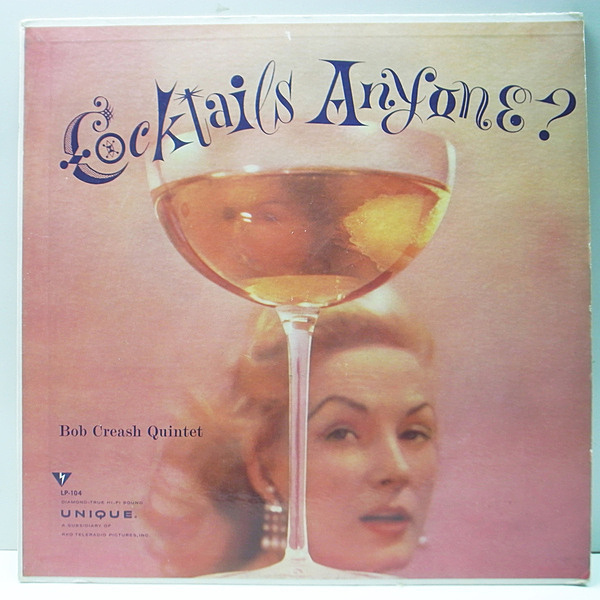 Cocktails Anyone?
Bob Creash Quintet
LP-104
DIAMOND-TRUE HI-FI SOUND
UNIQUE.
A SUBSIDIARY OF
RKO TELERADIO PICTURES, INC.